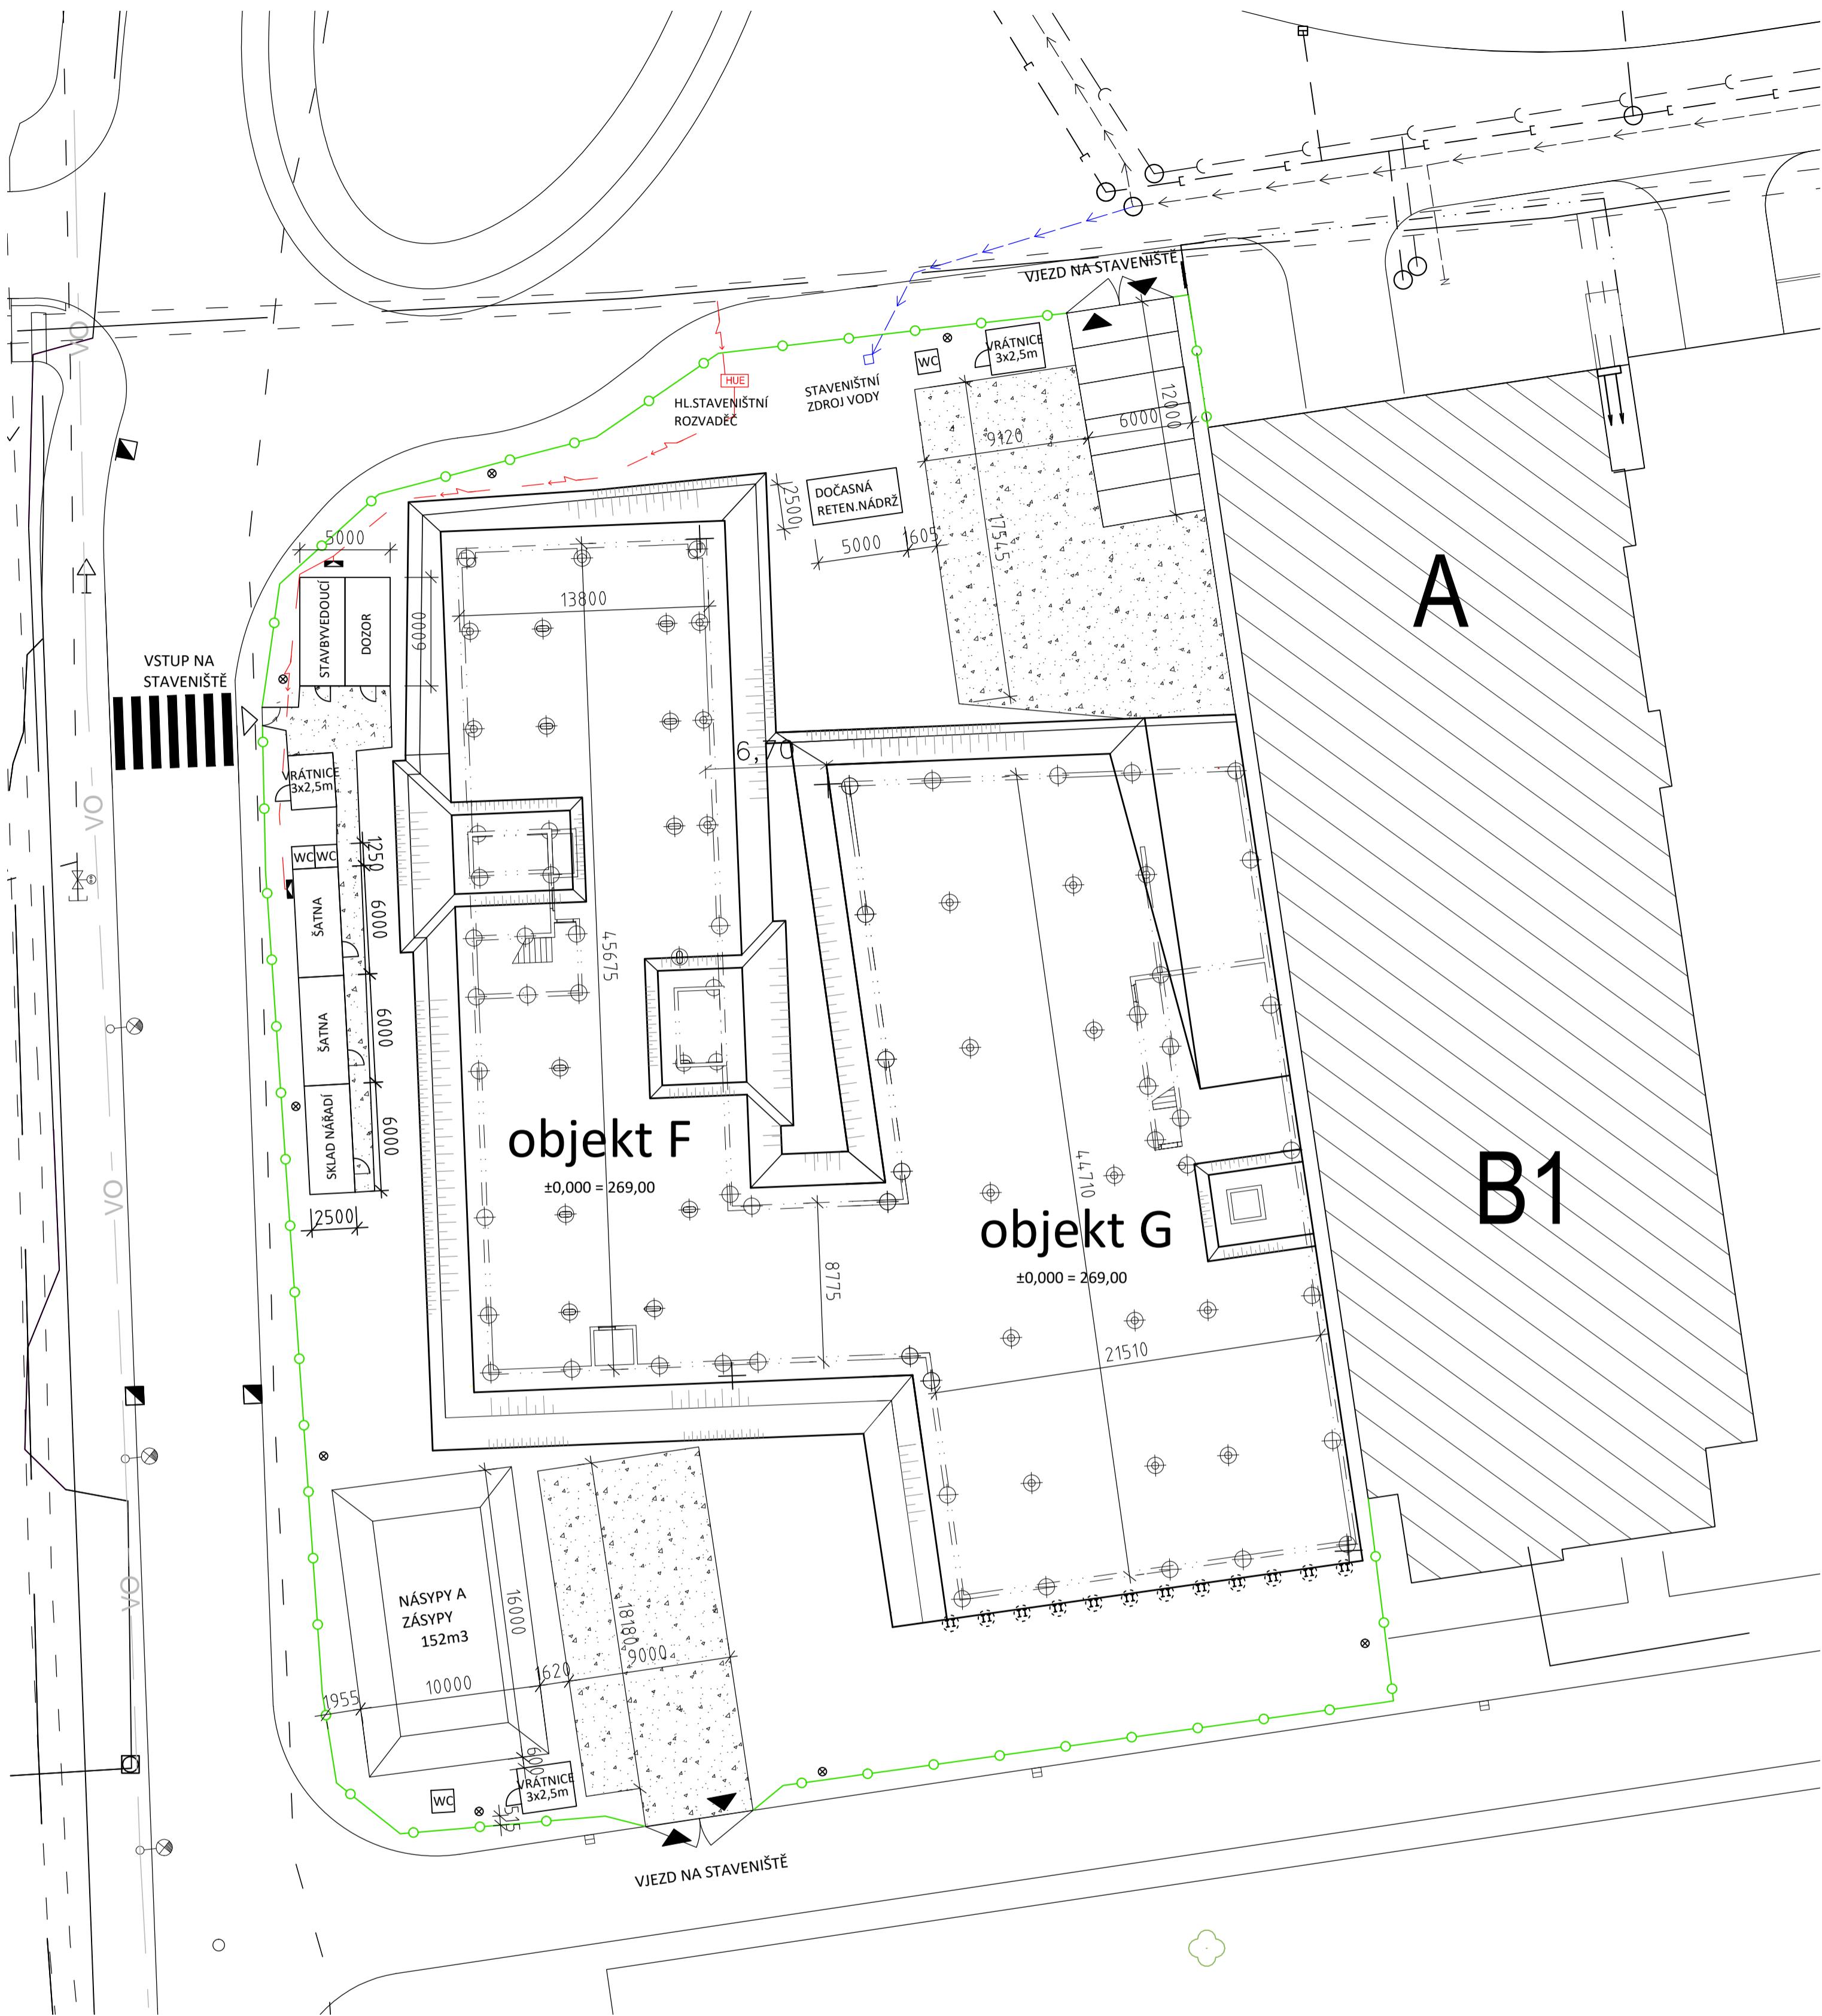 VJEZD NA STAVENIŠTĚ
VO
WC
VRÁTNICE
3x2,5m
HUE
HL.STAVENIŠTNÍ
ROZVADĚČ
STAVENIŠTNÍ
ZDROJ VODY
12000
6000
9120
17545
DOČASNÁ
RETEN.NÁDRŽ
2500
5000
1605
5000
13800
6000
STAVBYVEDOUCÍ
DOZOR
A
VSTUP NA
STAVENIŠTĚ
6,70
VRÁTNICE
3x2,5m
VO
WC
WC
1250
ŠATNA
6000
45675
ŠATNA
6000
SKLAD NÁŘADÍ
6000
2500
objekt F
±0,000 = 269,00
44710
objekt G
±0,000 = 269,00
B1
VO
8775
21510
VO
NÁSYPY A
ZÁSYPY
152m3
16000
18180
9000
1620
10000
1955
600
VRÁTNICE
3x2,5m
WC
515
VJEZD NA STAVENIŠTĚ